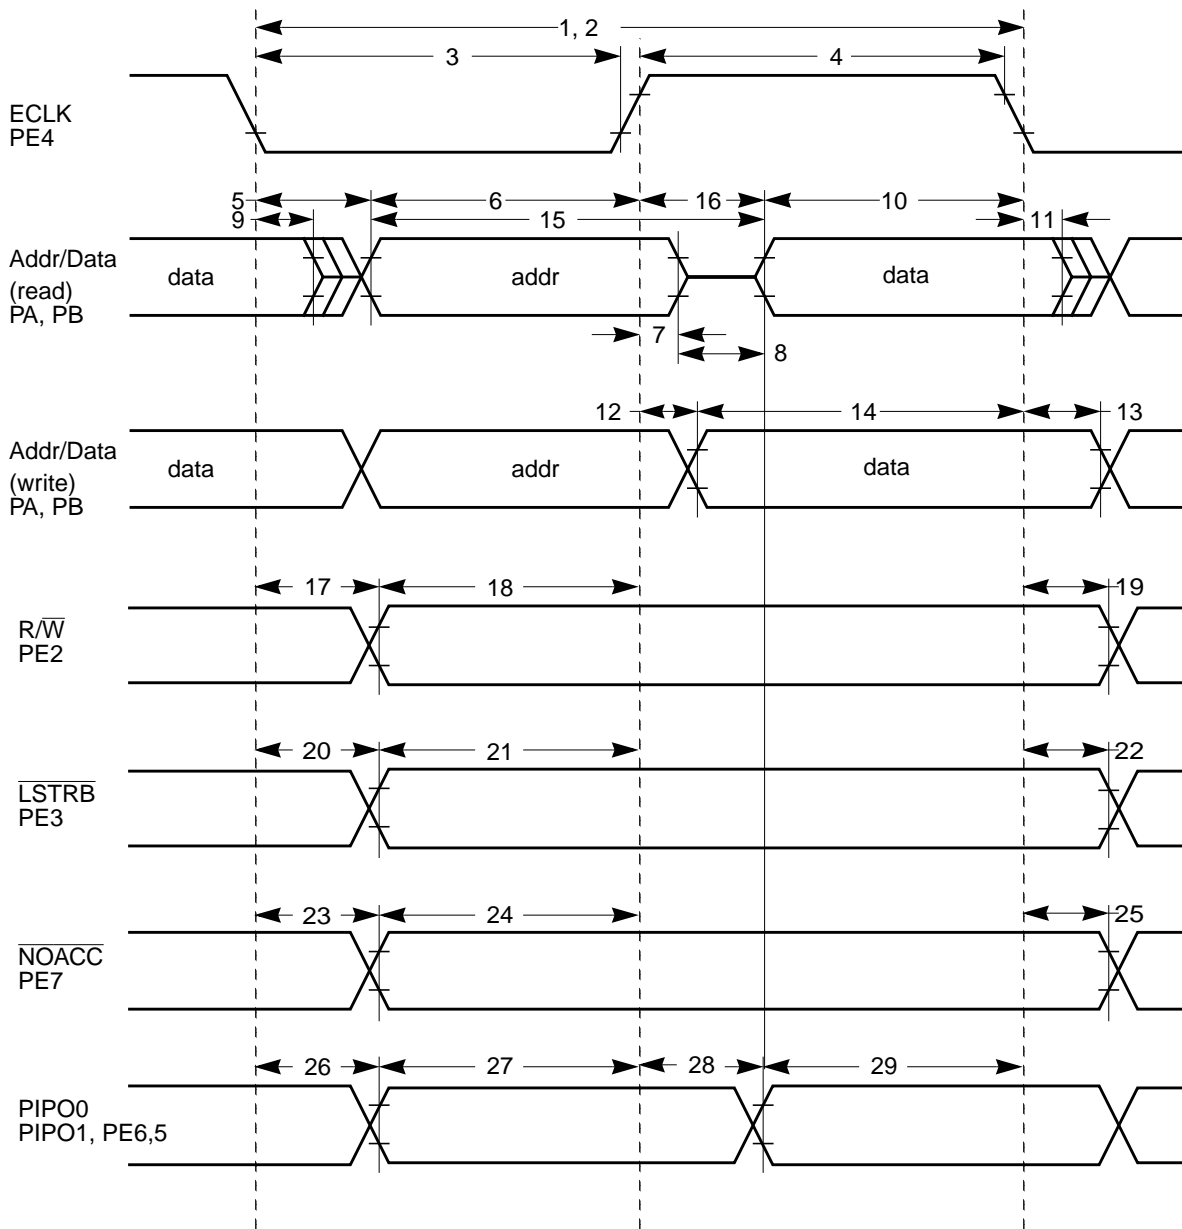 1, 2
3
4
ECLK
PE4
5
6
16
10
9
15
11
Addr/Data
(read)
PA, PB
data
addr
data
7
8
12
14
13
Addr/Data
(write)
PA, PB
data
addr
data
17
18
19
R/W
PE2
20
21
22
LSTRB
PE3
23
24
25
NOACC
PE7
26
27
28
29
PIPO0
PIPO1, PE6,5